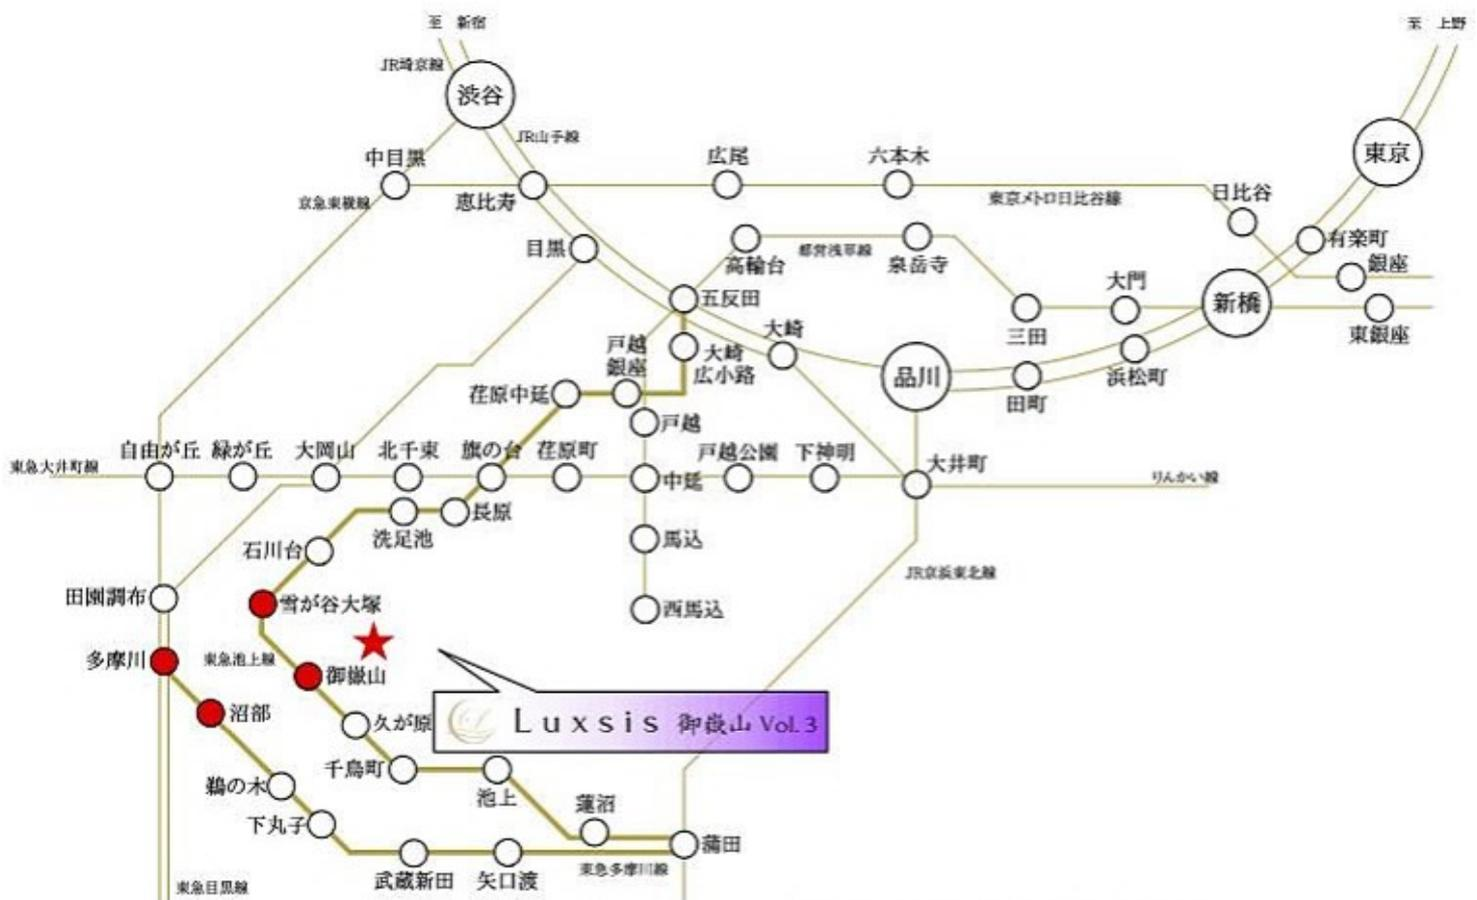 至 新宿
至 上野
JR埼京線
渋谷
JR山手線
東京
中目黒
広尾
六本木
京急東横線
恵比寿
東京メトロ日比谷線
日比谷
目黒
高輪台
都営浅草線
泉岳寺
有楽町
銀座
五反田
大門
新橋
三田
東銀座
大崎
戸越
銀座
大崎
広小路
品川
浜松町
田町
荏原中延
戸越
東急大井町線
自由が丘
緑が丘
大岡山
北千束
旗の台
荏原町
中延
戸越公園
下神明
大井町
りんかい線
長原
洗足池
石川台
馬込
JR京浜東北線
田園調布
雪が谷大塚
西馬込
多摩川
東急池上線
御嶽山
沼部
久が原
Luxsis 御嶽山 Vol.3
千鳥町
池上
鵜の木
蓮沼
下丸子
蒲田
武蔵新田
矢口渡
東急多摩川線
東急目黒線